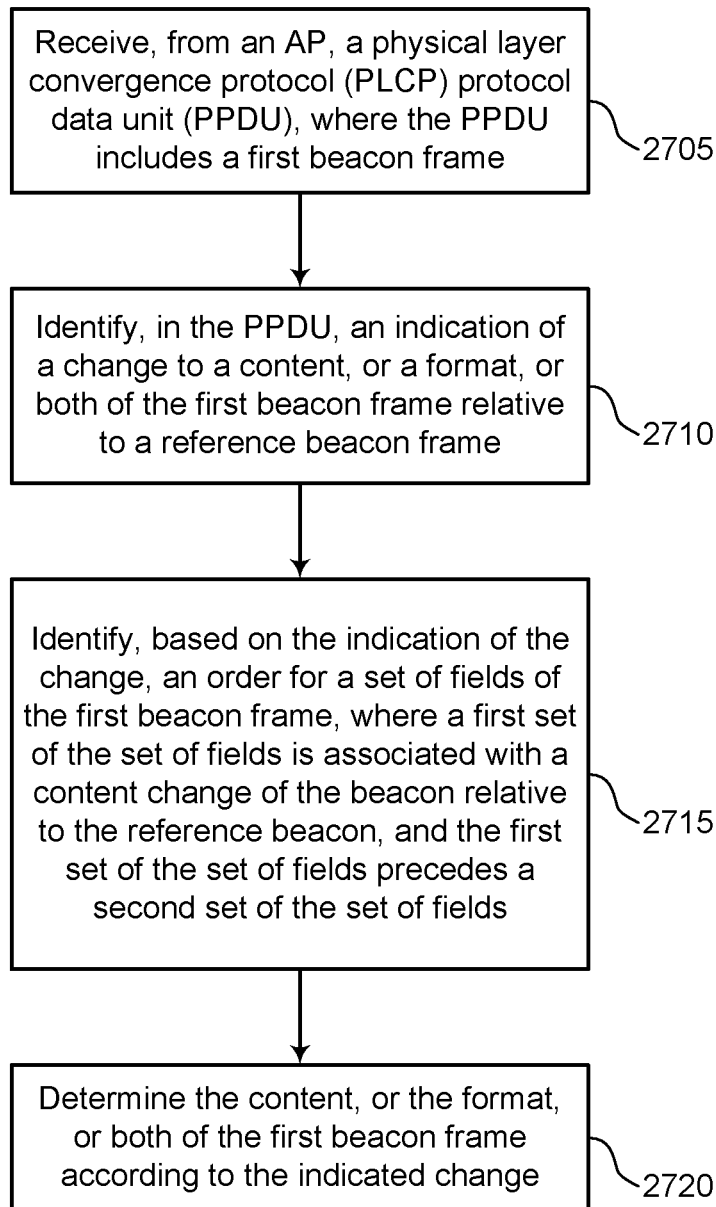 Receive, from an AP, a physical layer
convergence protocol (PLCP) protocol
data unit (PPDU), where the PPDU
includes a first beacon frame
2705
Identify, in the PPDU, an indication of
a change to a content, or a format, or
both of the first beacon frame relative
to a reference beacon frame
2710
Identify, based on the indication of the
change, an order for a set of fields of
the first beacon frame, where a first set
of the set of fields is associated with a
content change of the beacon relative
to the reference beacon, and the first
set of the set of fields precedes a
second set of the set of fields
2715
Determine the content, or the format,
or both of the first beacon frame
according to the indicated change
2720